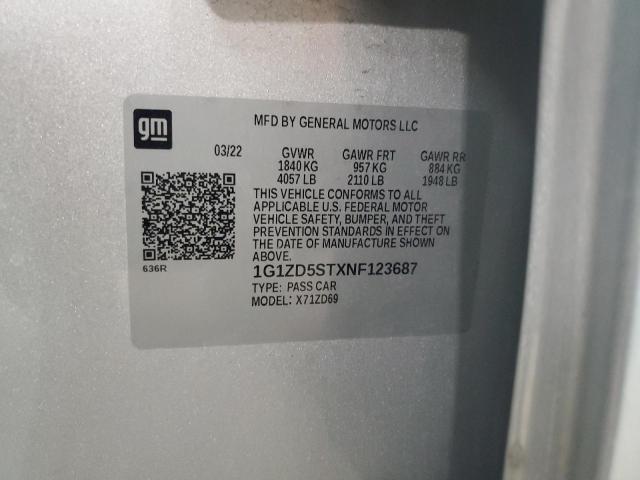 gm
MFD BY GENERAL MOTORS LLC
03/22 GVWR GAWR FRT GAWR RR
1840 KG 957 KG 884 KG
4057 LB 2110 LB 1948 LB
THIS VEHICLE CONFORMS TO ALL
APPLICABLE U.S. FEDERAL MOTOR
VEHICLE SAFETY, BUMPER, AND THEFT
PREVENTION STANDARDS IN EFFECT ON
THE DATE OF MANUFACTURE SHOWN
ABOVE.
636R
1G1ZD5STXNF123687
TYPE: PASS CAR
MODEL: X71ZD69